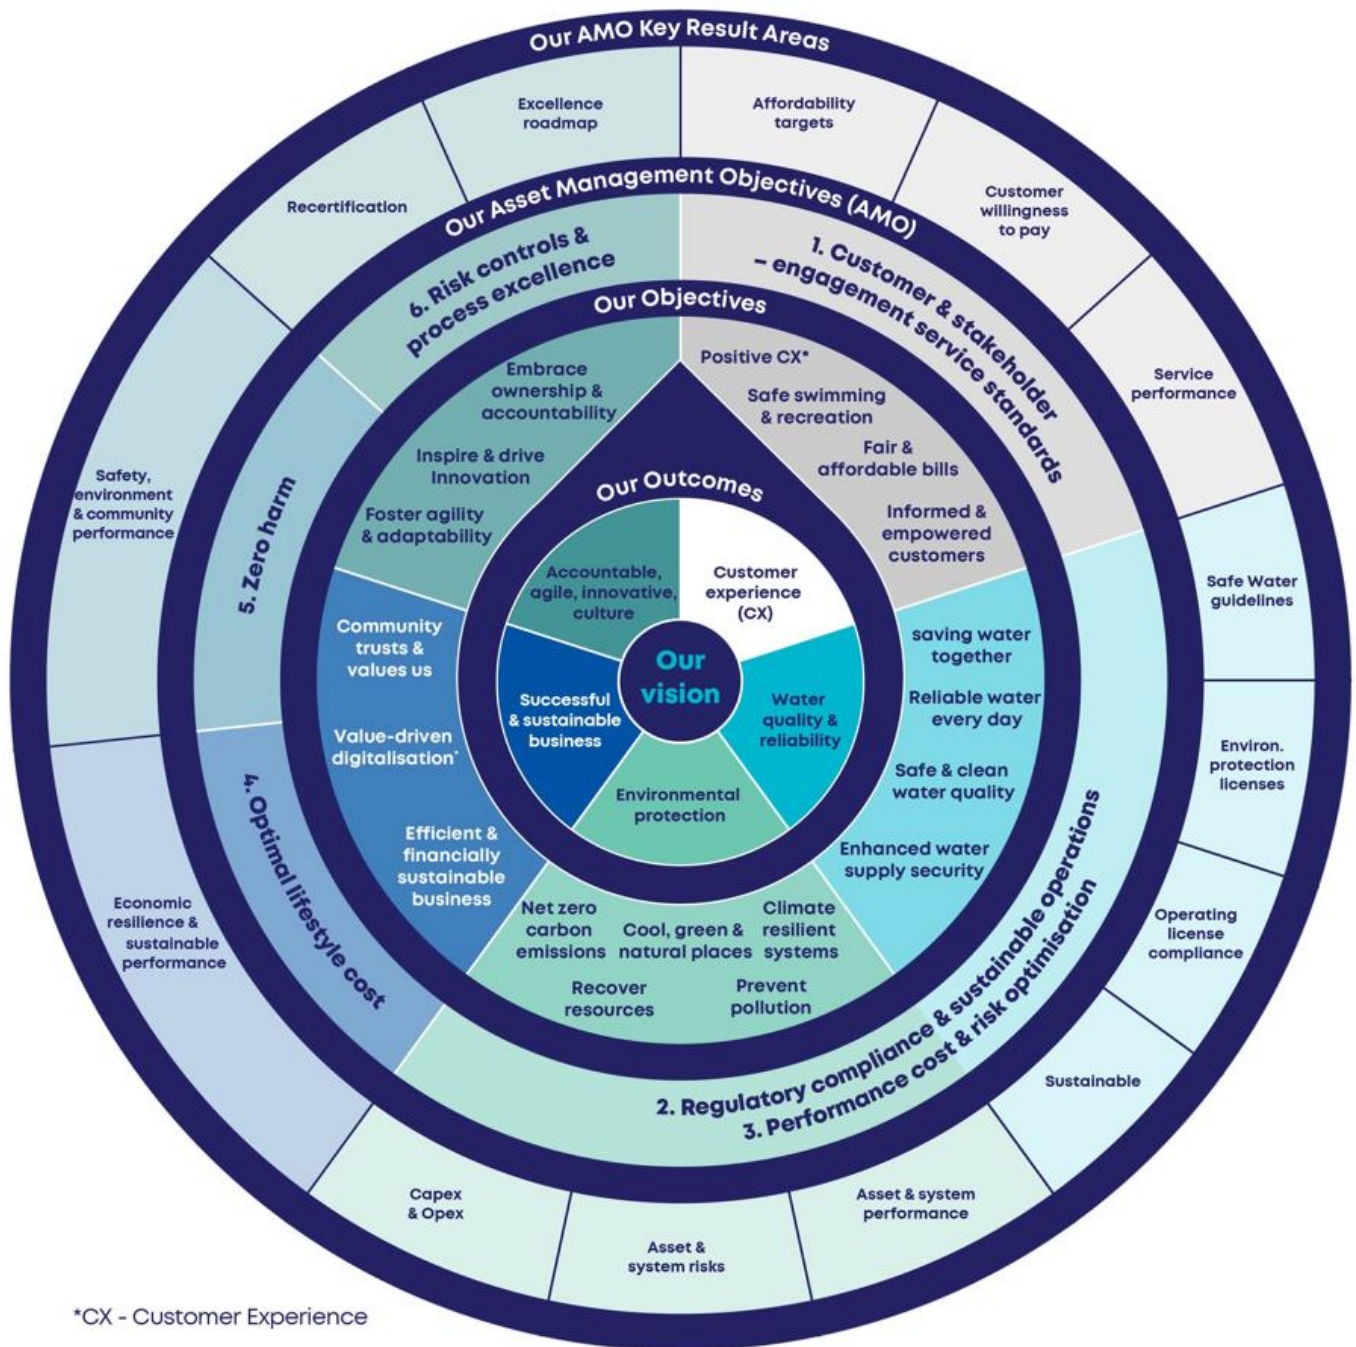 Our AMO Key Result Areas
Excellence
roadmap
Affordability
targets
Customer
willingness
to pay
Service
performance
Safe Water
guidelines
Environ.
protection
licenses
Operating
license
compliance
Sustainable
Asset & system
performance
Asset &
system risks
Capex
& Opex
Economic
resilience &
sustainable
performance
Safety,
environment
& community
performance
Recertification
Our Asset Management Objectives (AMO)
1. Customer & stakeholder
– engagement service standards
2. Regulatory compliance & sustainable operations
3. Performance cost & risk optimisation
4. Optimal lifestyle cost
5. Zero harm
6. Risk controls &
process excellence
Our Objectives
Positive CX*
Safe swimming
& recreation
Fair &
affordable bills
Informed &
empowered
customers
saving water
together
Reliable water
every day
Safe & clean
water quality
Enhanced water
supply security
Climate
resilient
systems
Prevent
pollution
Cool, green &
natural places
Recover
resources
Net zero
carbon
emissions
Efficient &
financially
sustainable
business
Value-driven
digitalisation*
Community
trusts &
values us
Foster agility
& adaptability
Inspire & drive
Innovation
Embrace
ownership &
accountability
Our Outcomes
Customer
experience
(CX)
Water
quality &
reliability
Environmental
protection
Successful
& sustainable
business
Accountable,
agile, innovative,
culture
Our
vision
*CX - Customer Experience